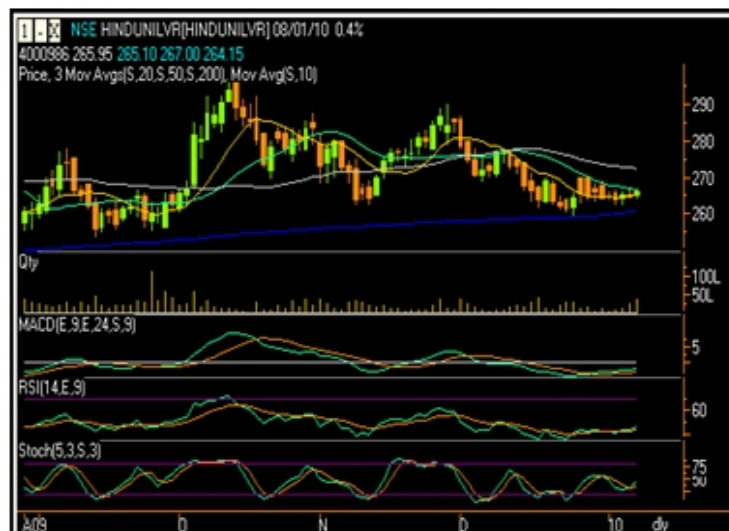 1 - X NSE HINDUNILVR[HINDUNILVR] 08/01/10 0.4%
4000986 265.95 265.10 267.00 264.15
Price, 3 Mov Avgs(S,20,S,50,S,200), Mov Avg(S,10)
290
280
270
260
Qty
100L
50L
MACD(E,9,E,24,S,9)
5
RSI(14,E,9)
60
Stoch(5,3,S,3)
75
50
A09 O N D 10 dly